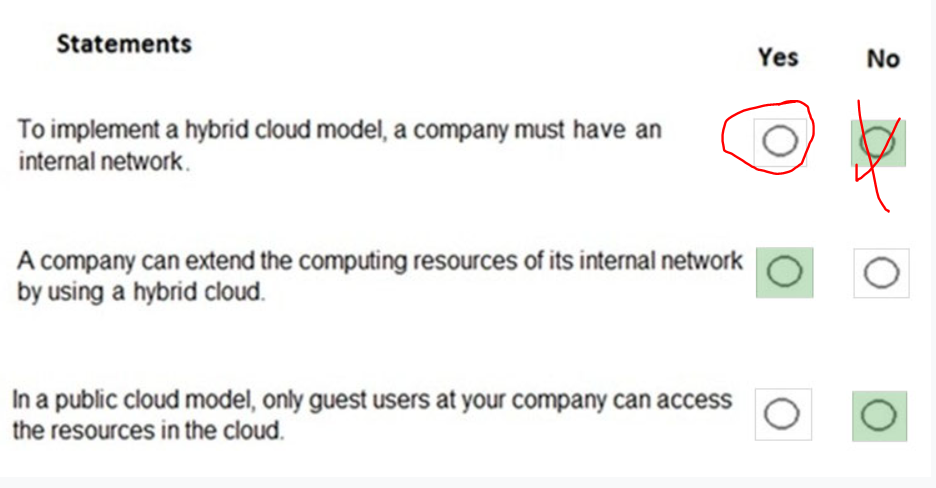 Statements
Yes No
To implement a hybrid cloud model, a company must have an
internal network.
A company can extend the computing resources of its internal network
by using a hybrid cloud.
In a public cloud model, only guest users at your company can access
the resources in the cloud.